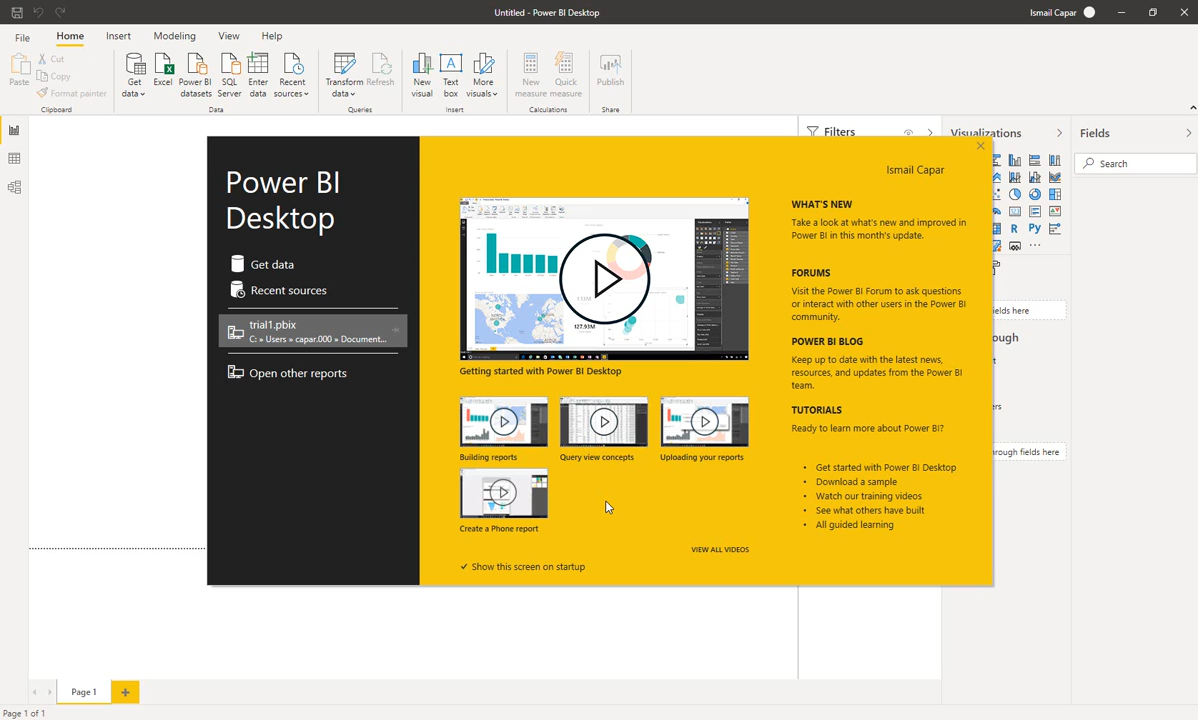 Untitled - Power BI Desktop
Ismail Capar
File
Home
Insert
Modeling
View
Help
Paste
Cut
Copy
Format painter
Clipboard
Get data
Excel
Power BI datasets
SQL Server
Enter data
Recent sources
Data
Transform data
Refresh
Queries
New visual
Text box
More visuals
Insert
New measure
Quick measure
Calculations
Publish
Share
Filters
Visualizations
Fields
Search
R
Py
ields here
ough
hrough fields here
Power BI
Desktop
Get data
Recent sources
trial1.pbix
C: » Users » capar.000 » Document...
Open other reports
Ismail Capar
127.93M
Getting started with Power BI Desktop
Building reports
Query view concepts
Uploading your reports
Create a Phone report
VIEW ALL VIDEOS
Show this screen on startup
WHAT'S NEW
Take a look at what's new and improved in
Power BI in this month's update.
FORUMS
Visit the Power BI Forum to ask questions
or interact with other users in the Power BI
community.
POWER BI BLOG
Keep up to date with the latest news,
resources, and updates from the Power BI
team.
TUTORIALS
Ready to learn more about Power BI?
• Get started with Power BI Desktop
• Download a sample
• Watch our training videos
• See what others have built
• All guided learning
Page 1
Page 1 of 1